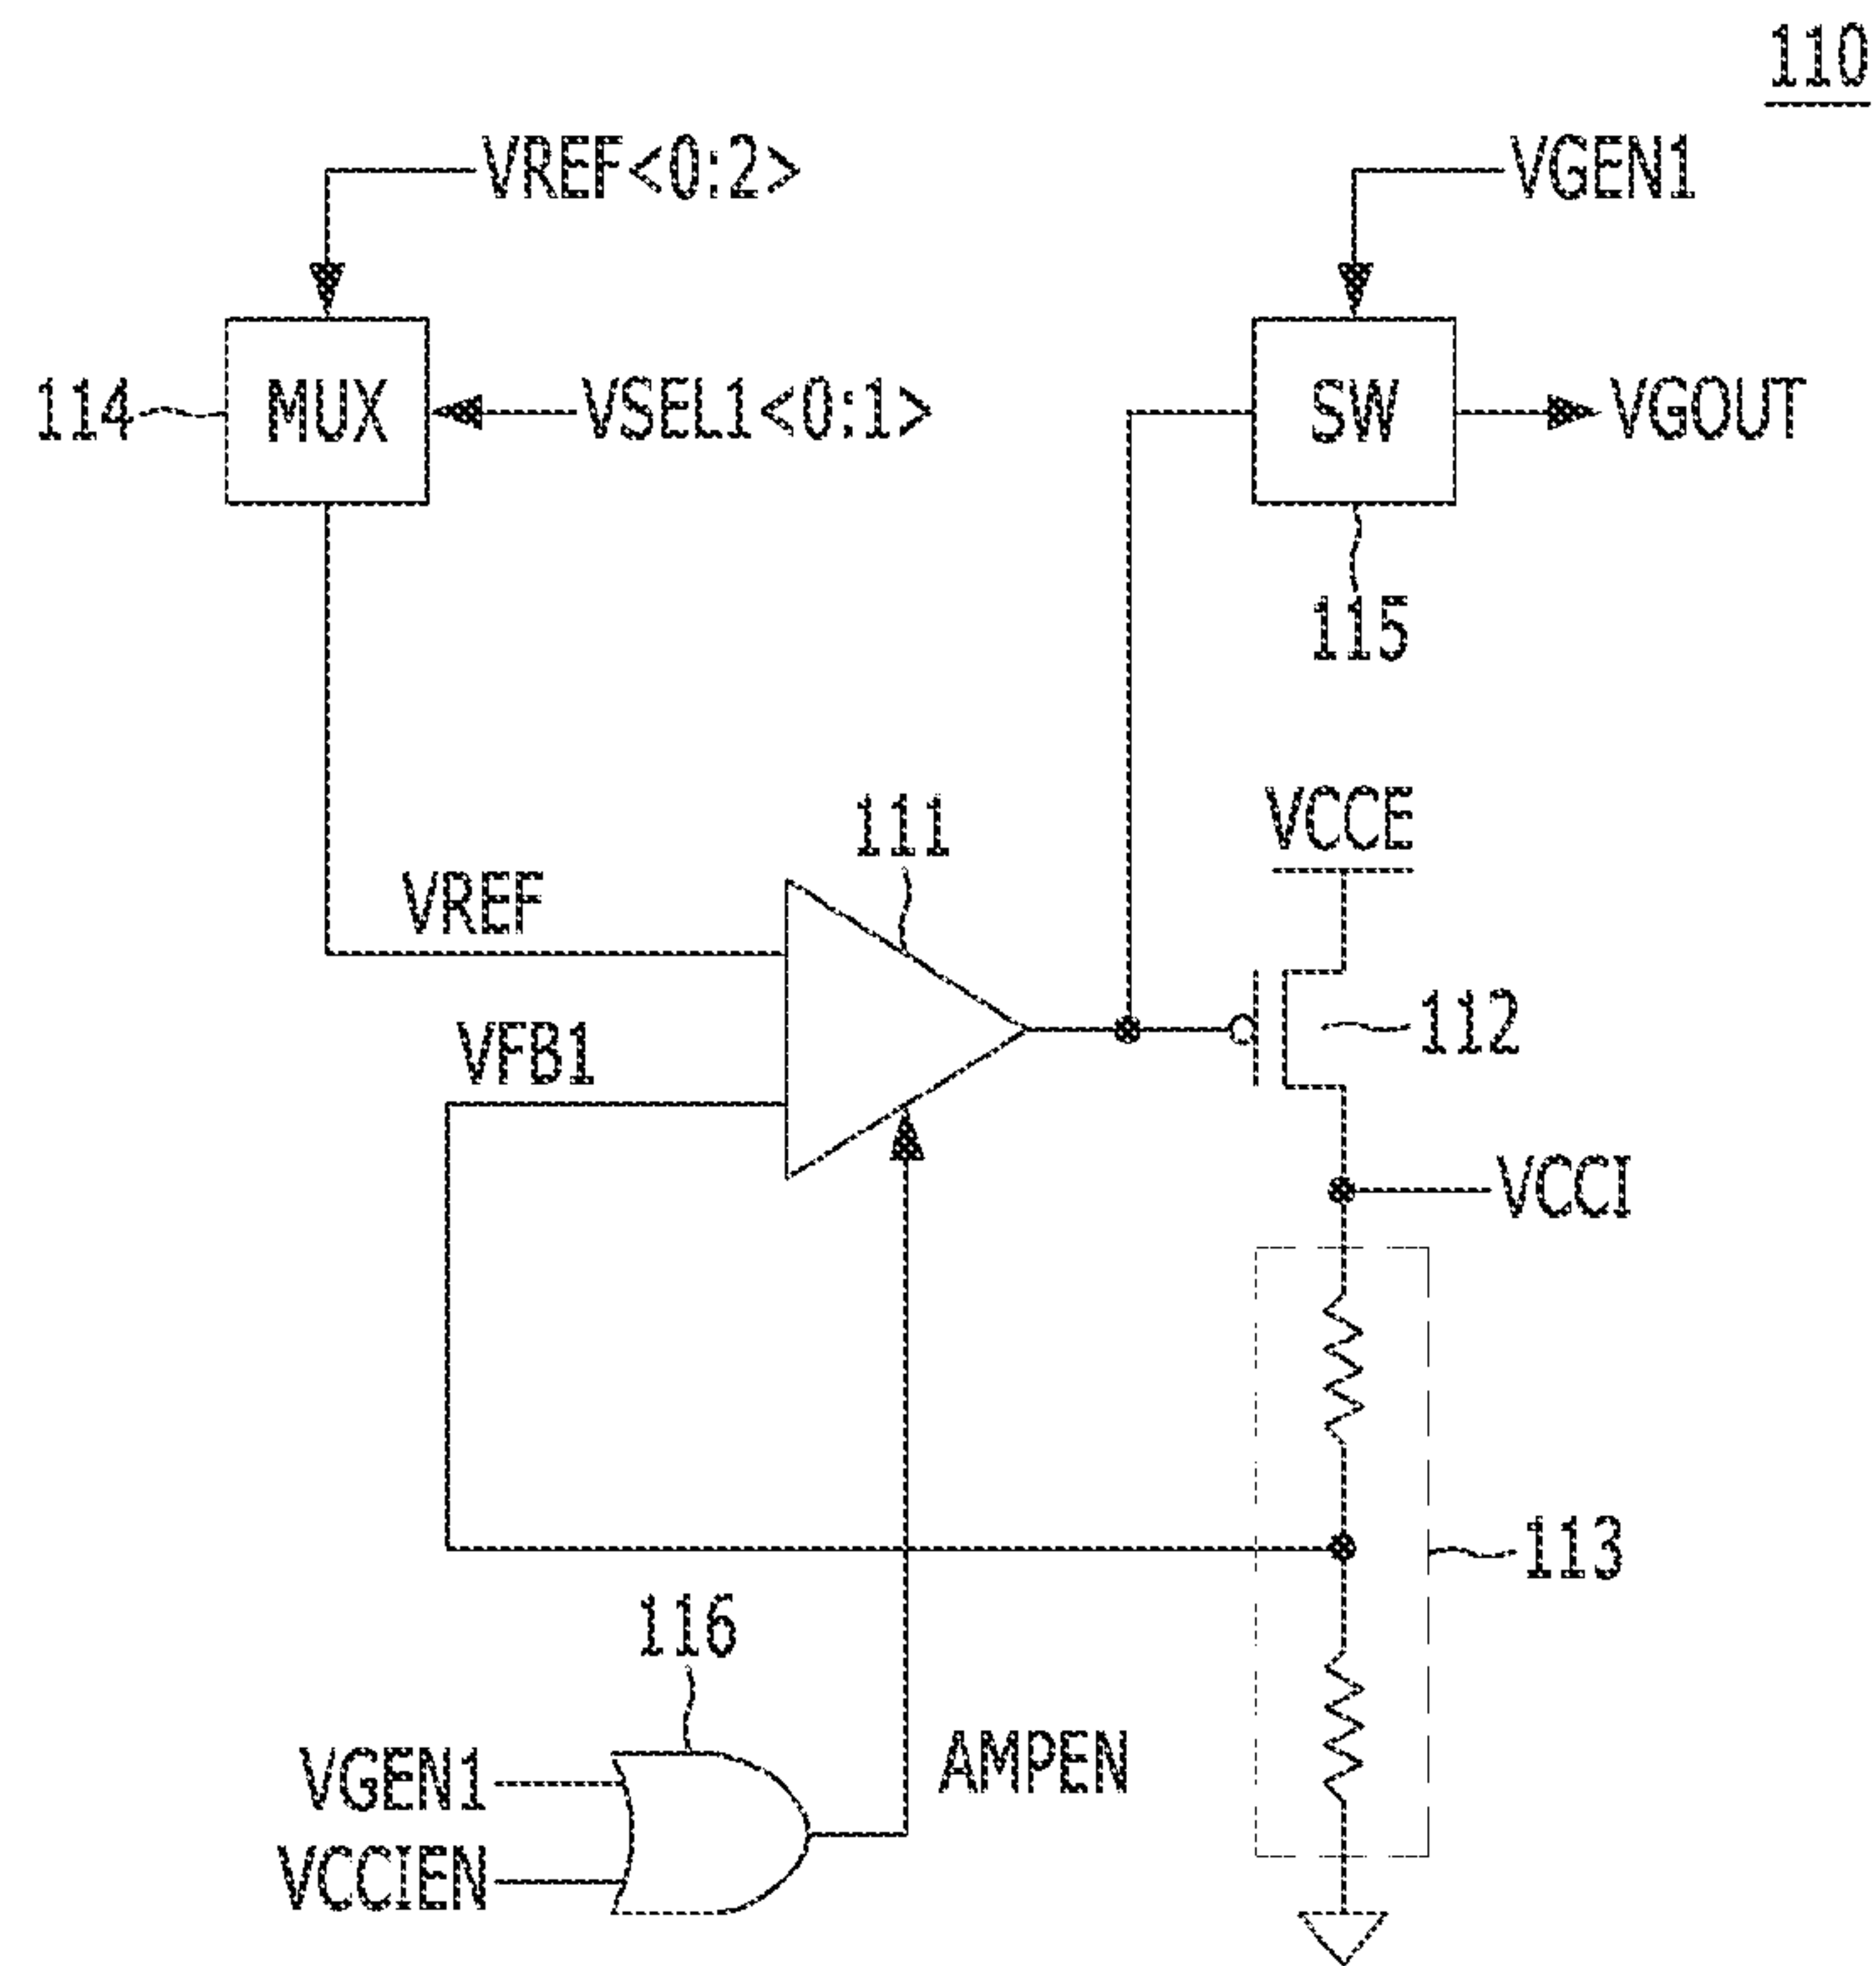 110
VREF<0:2>
VGEN1
114
MUX
VSEL1<0:1>
SW
VGOUT
115
111
VCCE
VREF
VFB1
112
VCCI
113
116
AMPEN
VGEN1
VCCIEN